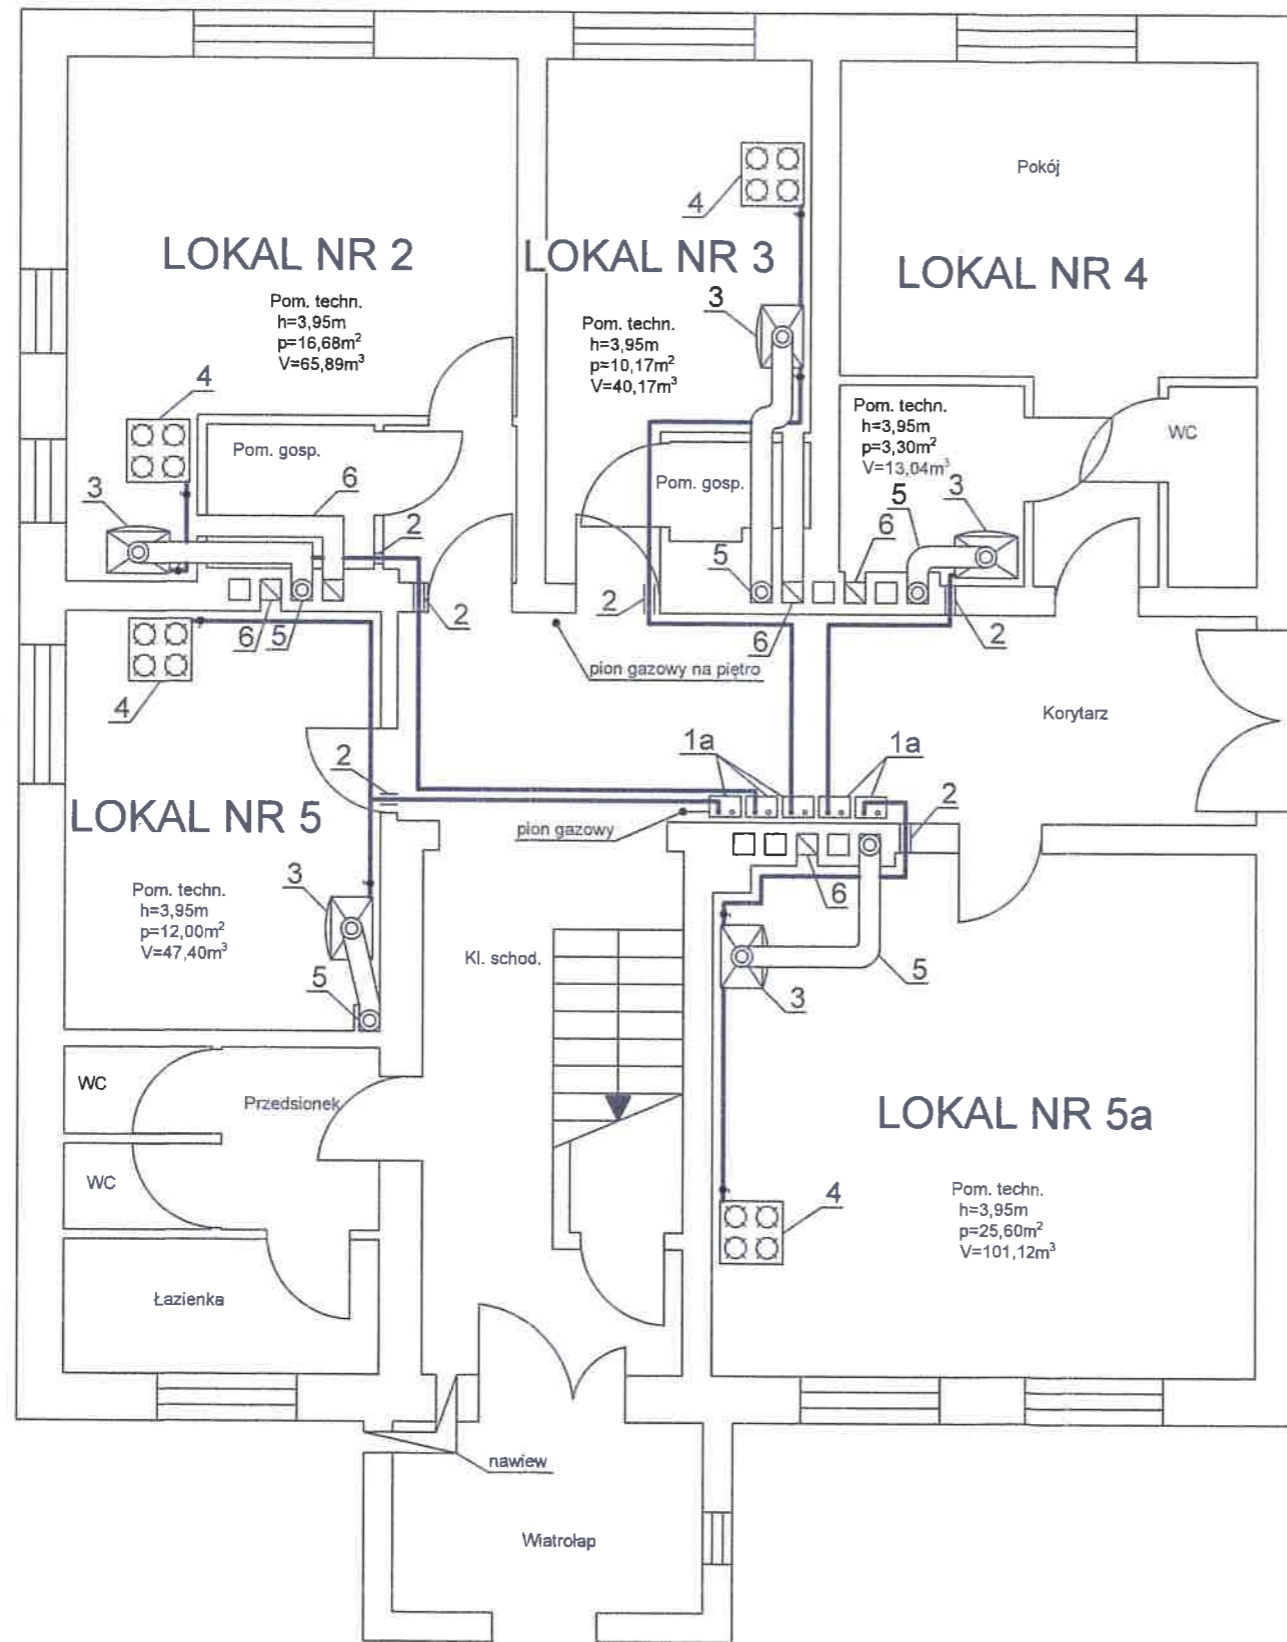 Pokój
4
LOKAL NR 2
LOKAL NR 3
LOKAL NR 4
Pom. techn.
h=3,95m
p=16,68m²
V=65,89m³
3
Pom. techn.
h=3,95m
p=10,17m²
V=40,17m³
4
Pom. techn.
h=3,95m
p=3,30m²
V=13,04m³
WC
Pom. gosp.
6
3
Pom. gosp.
5
3
2
6
5
2
6
5
2
6
2
4
pion gazowy na piętro
Korytarz
1a
1a
2
2
LOKAL NR 5
pion gazowy
3
6
Pom. techn.
h=3,95m
p=12,00m²
V=47,40m³
Kl. schod.
5
5
3
WC
Przedsionek
LOKAL NR 5a
WC
4
Pom. techn.
h=3,95m
p=25,60m²
V=101,12m³
Łazienka
nawiew
Wiatrołap